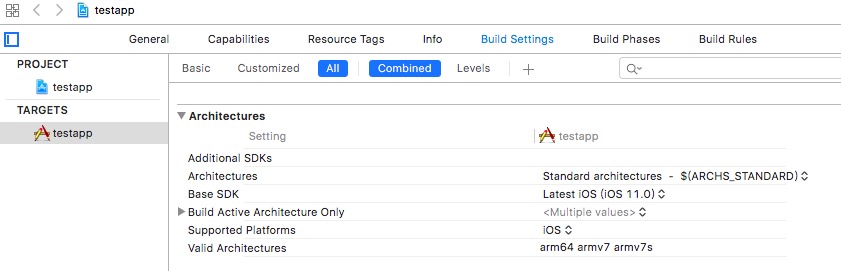 testapp
General Capabilities Resource Tags Info Build Settings Build Phases Build Rules
PROJECT
testapp
TARGETS
testapp
Basic Customized All Combined Levels +
Architectures
Setting testapp
Additional SDKs
Architectures Standard architectures - $(ARCHS_STANDARD)
Base SDK Latest iOS (iOS 11.0)
Build Active Architecture Only <Multiple values>
Supported Platforms iOS
Valid Architectures arm64 armv7 armv7s